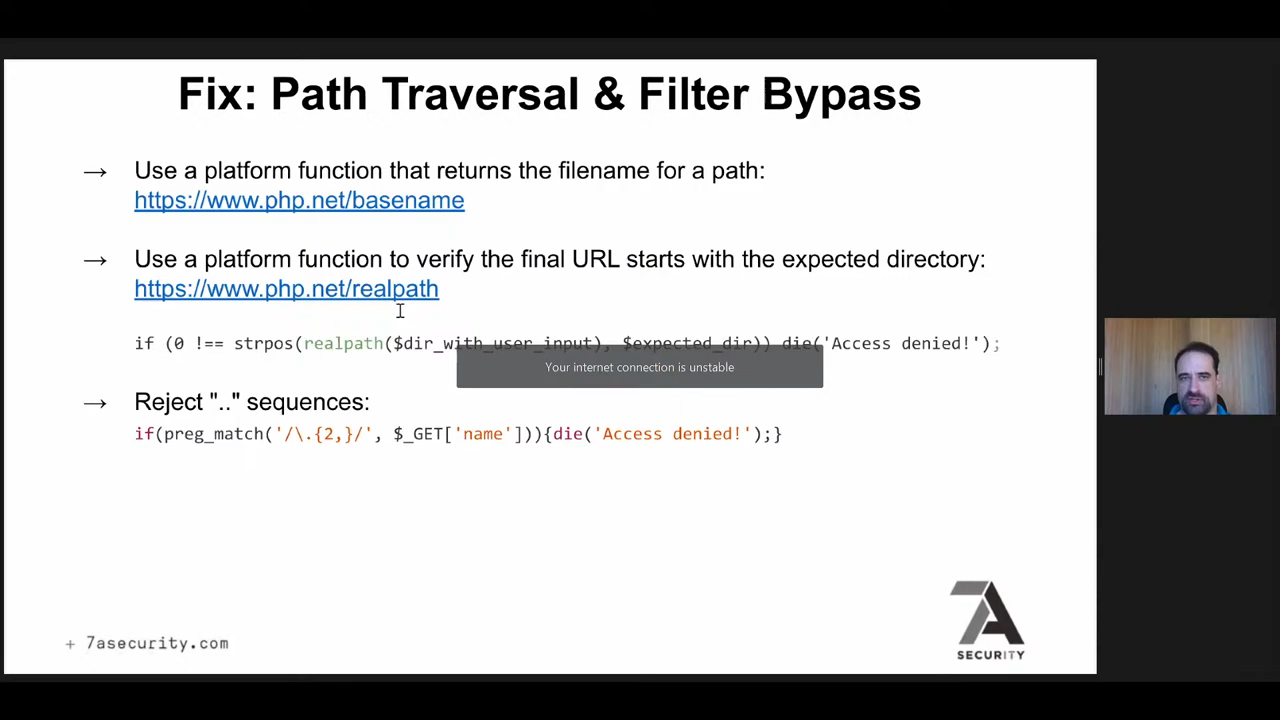 Fix: Path Traversal & Filter Bypass
→ Use a platform function that returns the filename for a path:
https://www.php.net/basename
→ Use a platform function to verify the final URL starts with the expected directory:
https://www.php.net/realpath
if (0 !== strpos(realpath($dir_with_user_input), $expected_dir)) die('Access denied!');
Your internet connection is unstable
→ Reject ".." sequences:
if(preg_match('/\.{2,}/', $_GET['name'])){die('Access denied!');}
+ 7asecurity.com
7A
SECURITY